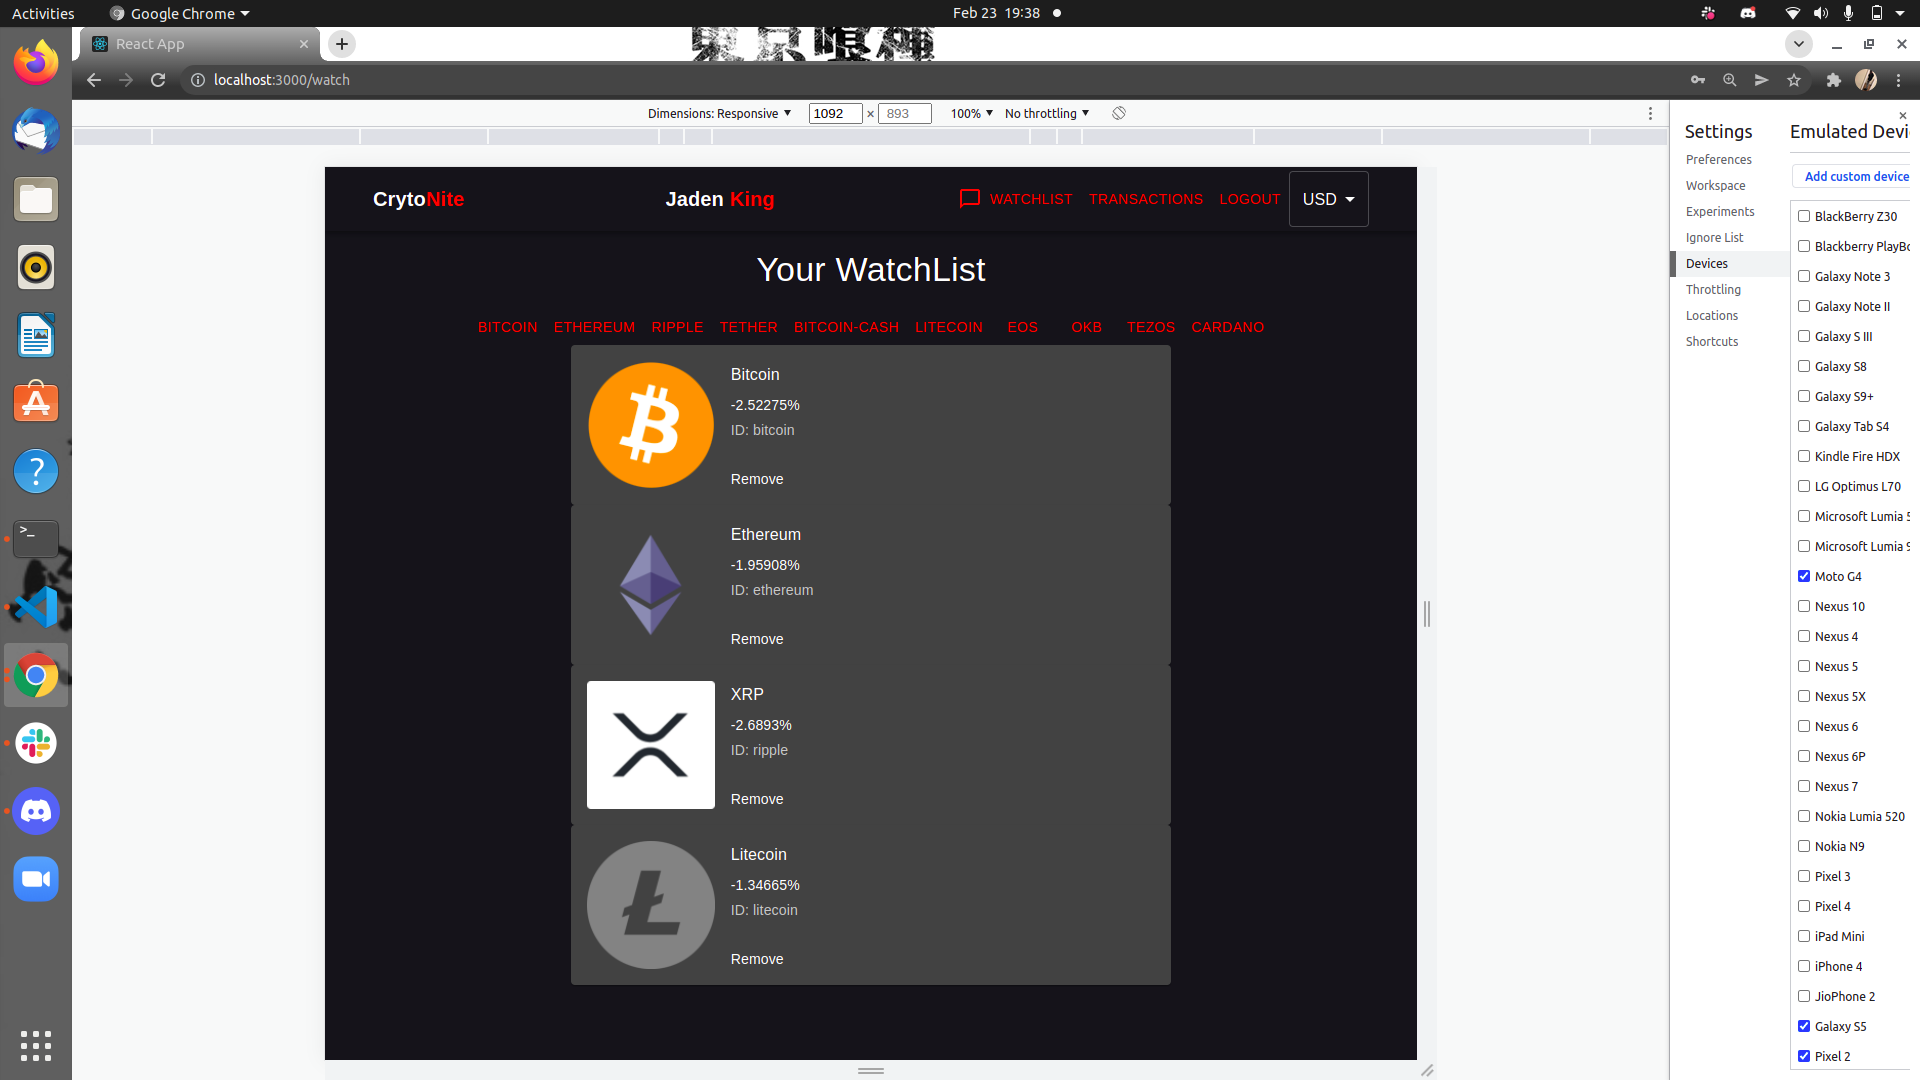 Activities
Google Chrome
Feb 23 19:38
React App
localhost:3000/watch
Dimensions: Responsive
1092
×
893
100%
No throttling
CrytoNite
Jaden King
WATCHLIST
TRANSACTIONS
LOGOUT
USD
Your WatchList
BITCOIN
ETHEREUM
RIPPLE
TETHER
BITCOIN-CASH
LITECOIN
EOS
OKB
TEZOS
CARDANO
Bitcoin
-2.52275%
ID: bitcoin
Remove
Ethereum
-1.95908%
ID: ethereum
Remove
XRP
-2.6893%
ID: ripple
Remove
Litecoin
-1.34665%
ID: litecoin
Remove
Settings
Preferences
Workspace
Experiments
Ignore List
Devices
Throttling
Locations
Shortcuts
Emulated Devi
Add custom device
BlackBerry Z30
Blackberry PlayBo
Galaxy Note 3
Galaxy Note II
Galaxy S III
Galaxy S8
Galaxy S9+
Galaxy Tab S4
Kindle Fire HDX
LG Optimus L70
Microsoft Lumia 5
Microsoft Lumia 9
Moto G4
Nexus 10
Nexus 4
Nexus 5
Nexus 5X
Nexus 6
Nexus 6P
Nexus 7
Nokia Lumia 520
Nokia N9
Pixel 3
Pixel 4
iPad Mini
iPhone 4
JioPhone 2
Galaxy S5
Pixel 2